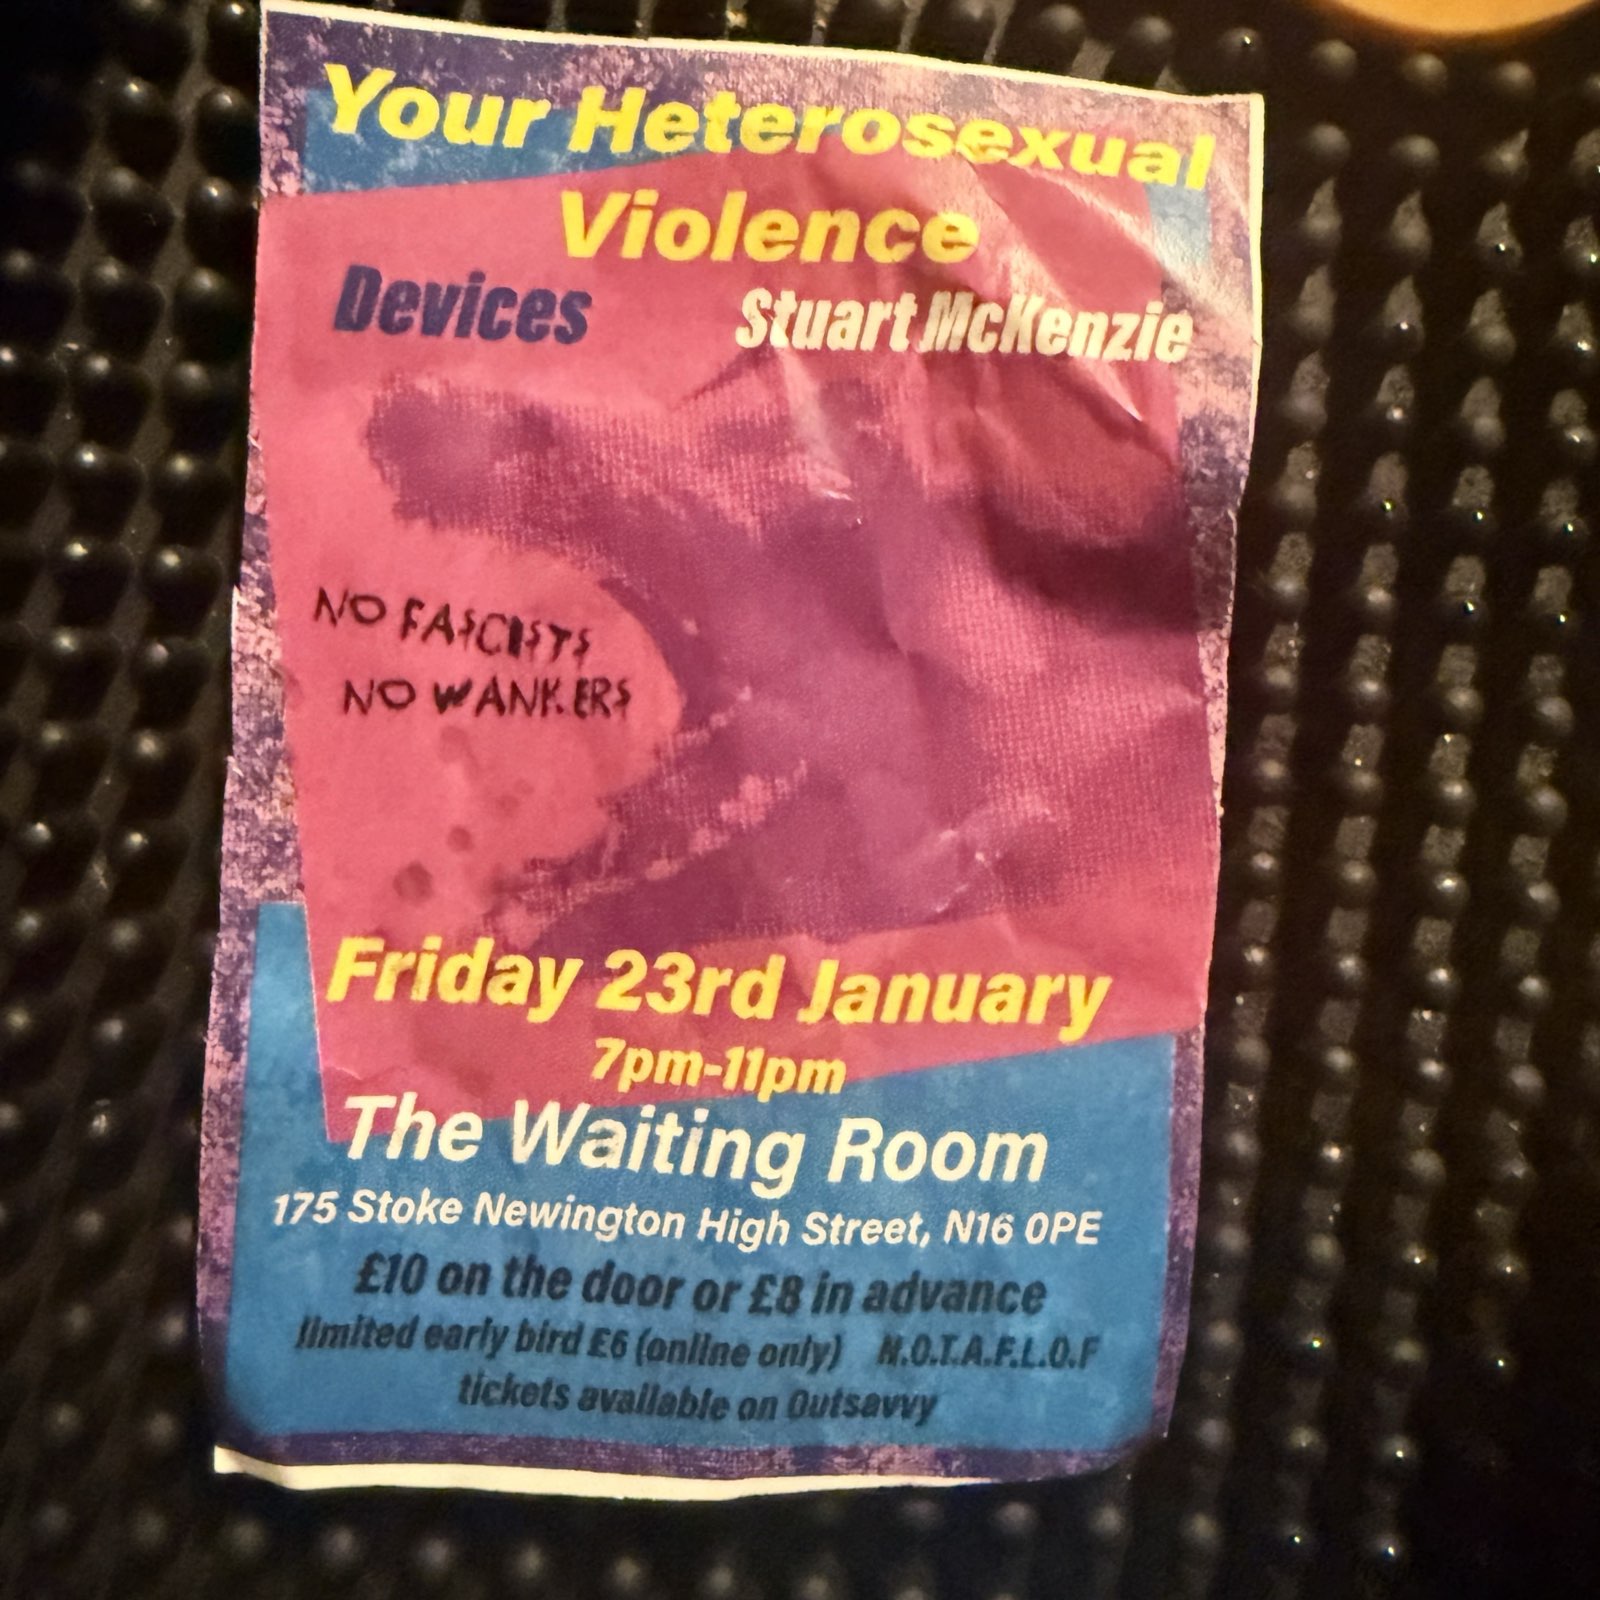 Your Heterosexual
Violence
Devices Stuart McKenzie
NO FASCISTS
NO WANKERS
Friday 23rd January
7pm-11pm
The Waiting Room
175 Stoke Newington High Street, N16 0PE
£10 on the door or £8 in advance
limited early bird £6 (online only) N.O.T.A.F.L.O.F
tickets available on Outsavvy